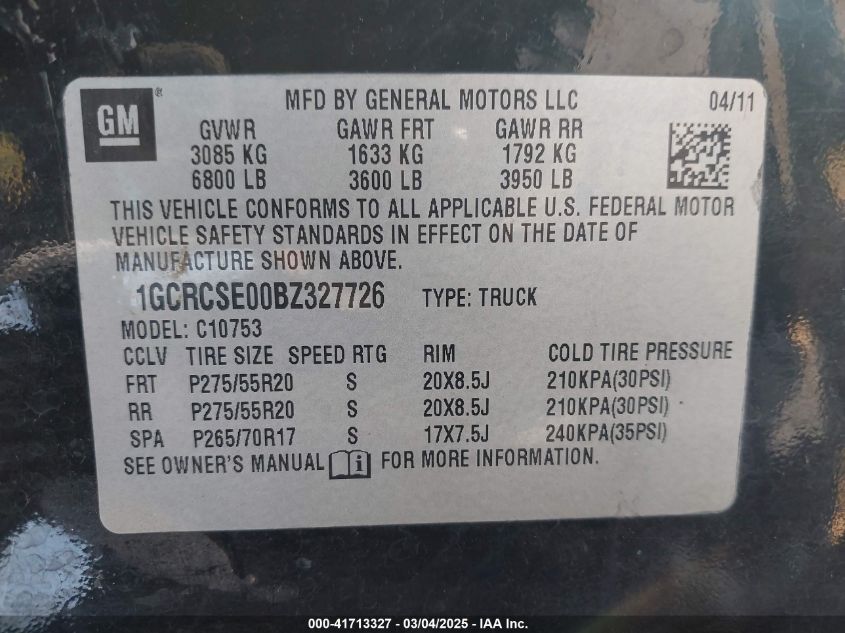 GM® MFD BY GENERAL MOTORS LLC 04/11
GVWR GAWR FRT GAWR RR
3085 KG 1633 KG 1792 KG
6800 LB 3600 LB 3950 LB
THIS VEHICLE CONFORMS TO ALL APPLICABLE U.S. FEDERAL MOTOR
VEHICLE SAFETY STANDARDS IN EFFECT ON THE DATE OF
MANUFACTURE SHOWN ABOVE.
1GCRCSE00BZ327726 TYPE: TRUCK
MODEL: C10753
CCLV TIRE SIZE SPEED RTG RIM COLD TIRE PRESSURE
FRT P275/55R20 S 20X8.5J 210KPA(30PSI)
RR P275/55R20 S 20X8.5J 210KPA(30PSI)
SPA P265/70R17 S 17X7.5J 240KPA(35PSI)
SEE OWNER'S MANUAL i FOR MORE INFORMATION.
000-41713327 - 03/04/2025 - IAA Inc.